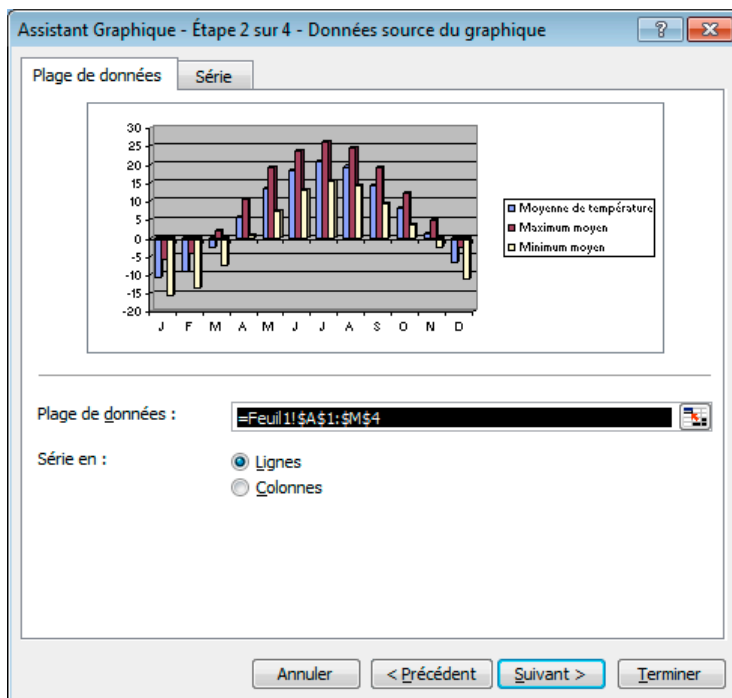 Assistant Graphique - Étape 2 sur 4 - Données source du graphique
Plage de données Série
30
25
20
15
10
5
0
-5
-10
-15
-20
J F M A M J J A S O N D
Moyenne de température
Maximum moyen
Minimum moyen
Plage de données : =Feuil1!$A$1:$M$4
Série en : Lignes
Colonnes
Annuler < Précédent Suivant > Terminer